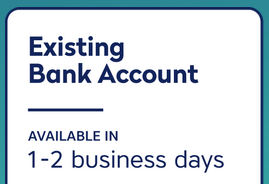 Existing
Bank Account
AVAILABLE IN
1-2 business days